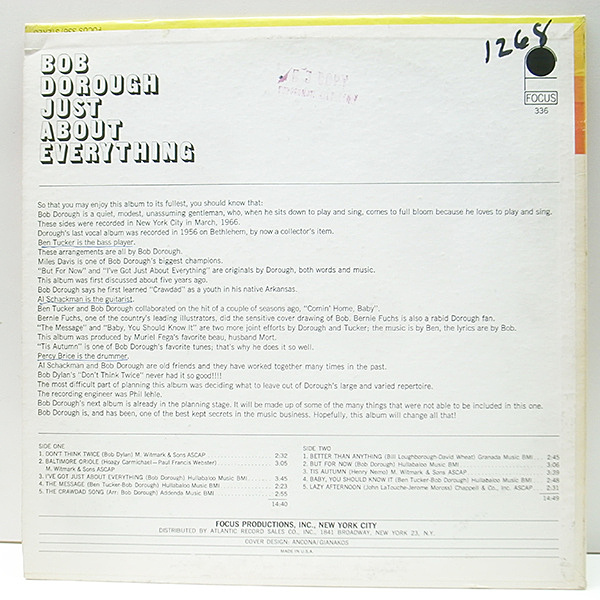 FOCUS
1268
BOB
DOROUGH
JUST
ABOUT
EVERYTHING
FOCUS
336
So that you may enjoy this album to its fullest, you should know that:
Bob Dorough is a quiet, modest, unassuming gentleman, who, when he sits down to play and sing, comes to full bloom because he loves to play and sing.
These sides were recorded in New York City in March, 1966.
Dorough's last vocal album was recorded in 1956 on Bethlehem, by now a collector's item.
Ben Tucker is the bass player.
These arrangements are all by Bob Dorough.
Miles Davis is one of Bob Dorough's biggest champions.
"But For Now" and "I've Got Just About Everything" are originals by Dorough, both words and music.
This album was first discussed about five years ago.
Bob Dorough says he first learned "Crawdad" as a youth in his native Arkansas.
Al Schackman is the guitarist.
Ben Tucker and Bob Dorough collaborated on the hit of a couple of seasons ago, "Comin' Home, Baby".
Bernie Fuchs, one of the country's leading illustrators, did the sensitive cover drawing of Bob. Bernie Fuchs is also a rabid Dorough fan.
"The Message" and "Baby, You Should Know It" are two more joint efforts by Dorough and Tucker; the music is by Ben, the lyrics are by Bob.
This album was produced by Muriel Fega's favorite beau, husband Mort.
"Tis Autumn" is one of Bob Dorough's favorite tunes; that's why he does it so well.
Percy Brice is the drummer.
Al Schackman and Bob Dorough are old friends and they have worked together many times in the past.
Bob Dylan's "Don't Think Twice" never had it so good!!!!
The most difficult part of planning this album was deciding what to leave out of Dorough's large and varied repertoire.
The recording engineer was Phil Iehle.
Bob Dorough's next album is already in the planning stage. It will be made up of some of the many things that were not able to be included in this one.
Bob Dorough is, and has been, one of the best kept secrets in the music business. Hopefully, this album will change all that!
SIDE ONE
1. DON'T THINK TWICE (Bob Dylan) M. Witmark & Sons ASCAP 2:32
2. BALTIMORE ORIOLE (Hoagy Carmichael—Paul Francis Webster) 3:05
M. Witmark & Sons ASCAP
3. I'VE GOT JUST ABOUT EVERYTHING (Bob Dorough) Hullabaloo Music BMI 3:45
4. THE MESSAGE (Ben Tucker-Bob Dorough) Hullabaloo Music BMI 2:23
5. THE CRAWDAD SONG (Arr: Bob Dorough) Addenda Music BMI 2:55
14:40
SIDE TWO
1. BETTER THAN ANYTHING (Bill Loughborough-David Wheat) Granada Music BMI 2:45
2. BUT FOR NOW (Bob Dorough) Hullabaloo Music BMI 3:06
3. TIS AUTUMN (Henry Nemo) M. Witmark & Sons ASCAP 3:39
4. BABY, YOU SHOULD KNOW IT (Ben Tucker-Bob Dorough) Hullabaloo Music BMI 2:48
5. LAZY AFTERNOON (John LaTouche-Jerome Moross) Chappell & Co., Inc. ASCAP 2:31
14:49
FOCUS PRODUCTIONS, INC., NEW YORK CITY
DISTRIBUTED BY ATLANTIC RECORD SALES CO., INC., 1841 BROADWAY, NEW YORK 23, N.Y.
COVER DESIGN: ANCONA/GIANAKOS
MADE IN U.S.A.